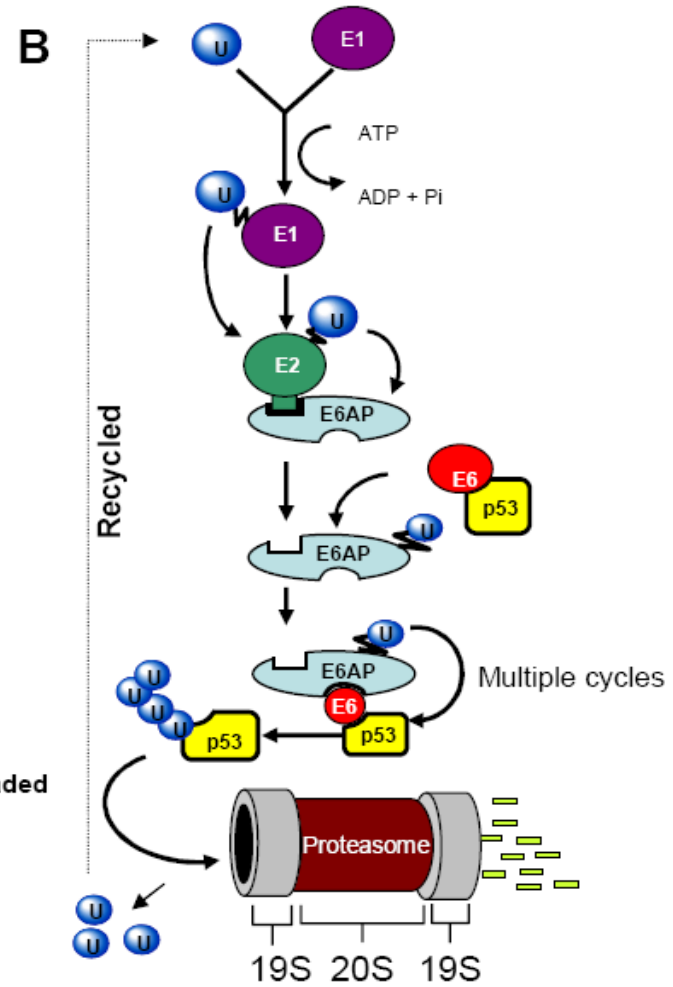 B
U
E1
ATP
ADP + Pi
U
E1
U
E2
E6AP
E6
p53
U
E6AP
U
E6AP
Multiple cycles
E6
p53
U
U
U
U
p53
Recycled
Proteasome
U
U
U
19S 20S 19S